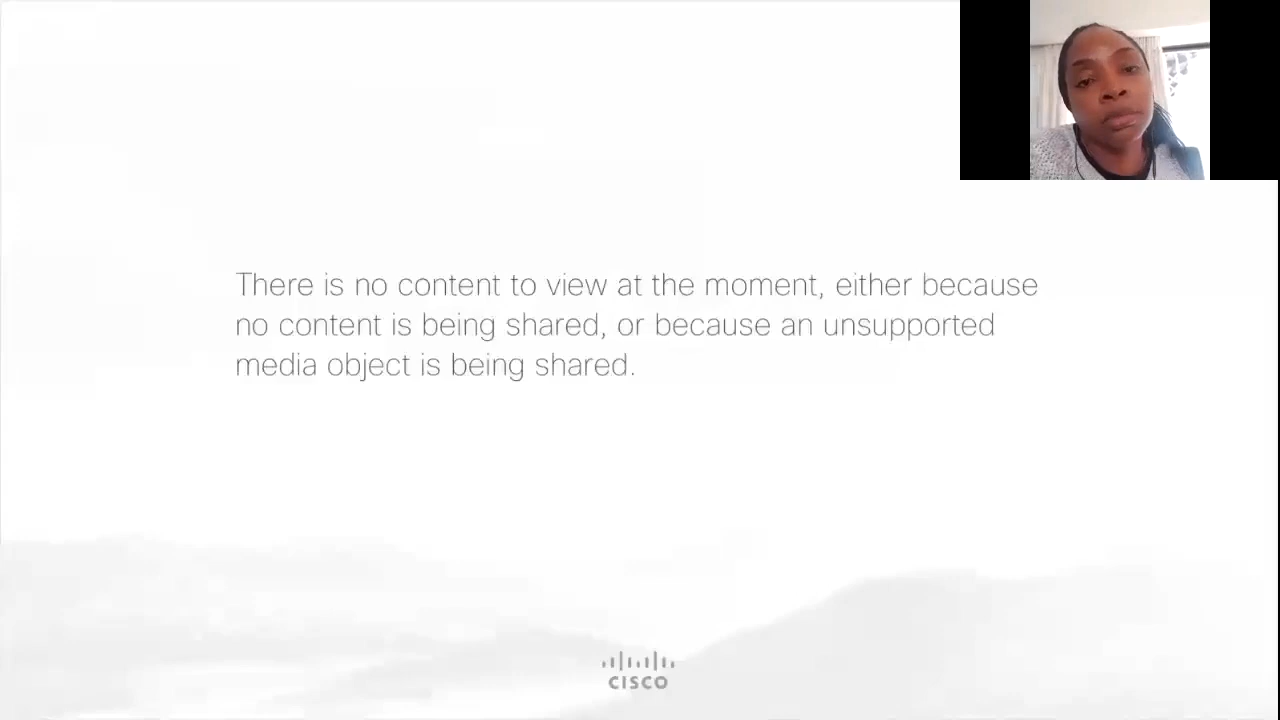 There is no content to view at the moment, either because
no content is being shared, or because an unsupported
media object is being shared.
CISCO